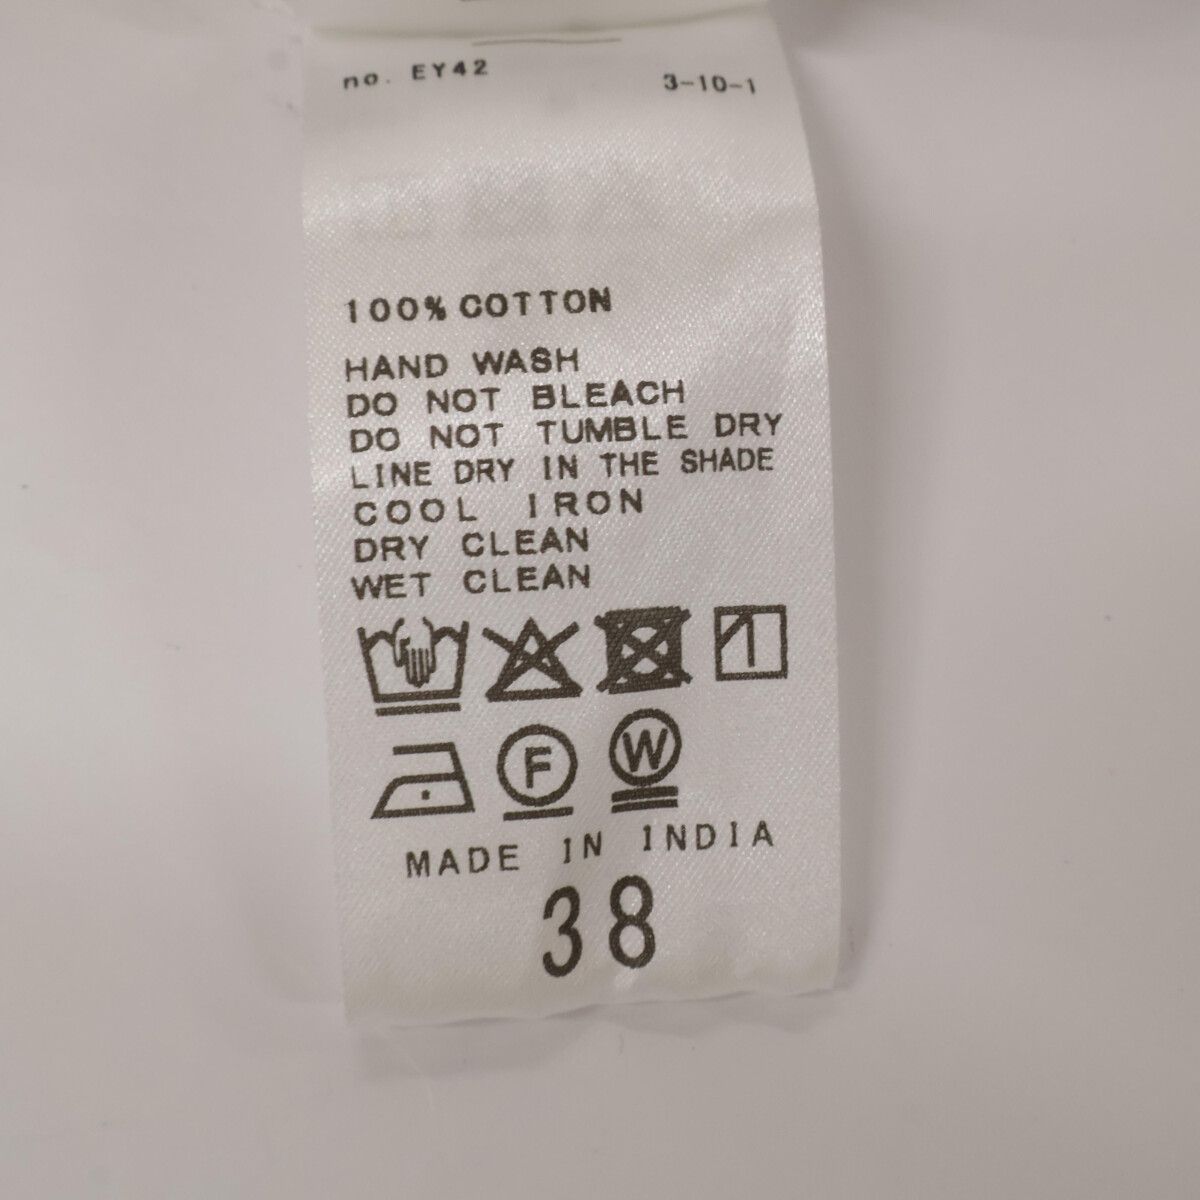 no. EY42 3-10-1
100% COTTON
HAND WASH
DO NOT BLEACH
DO NOT TUMBLE DRY
LINE DRY IN THE SHADE
COOL IRON
DRY CLEAN
WET CLEAN
F W
MADE IN INDIA
38